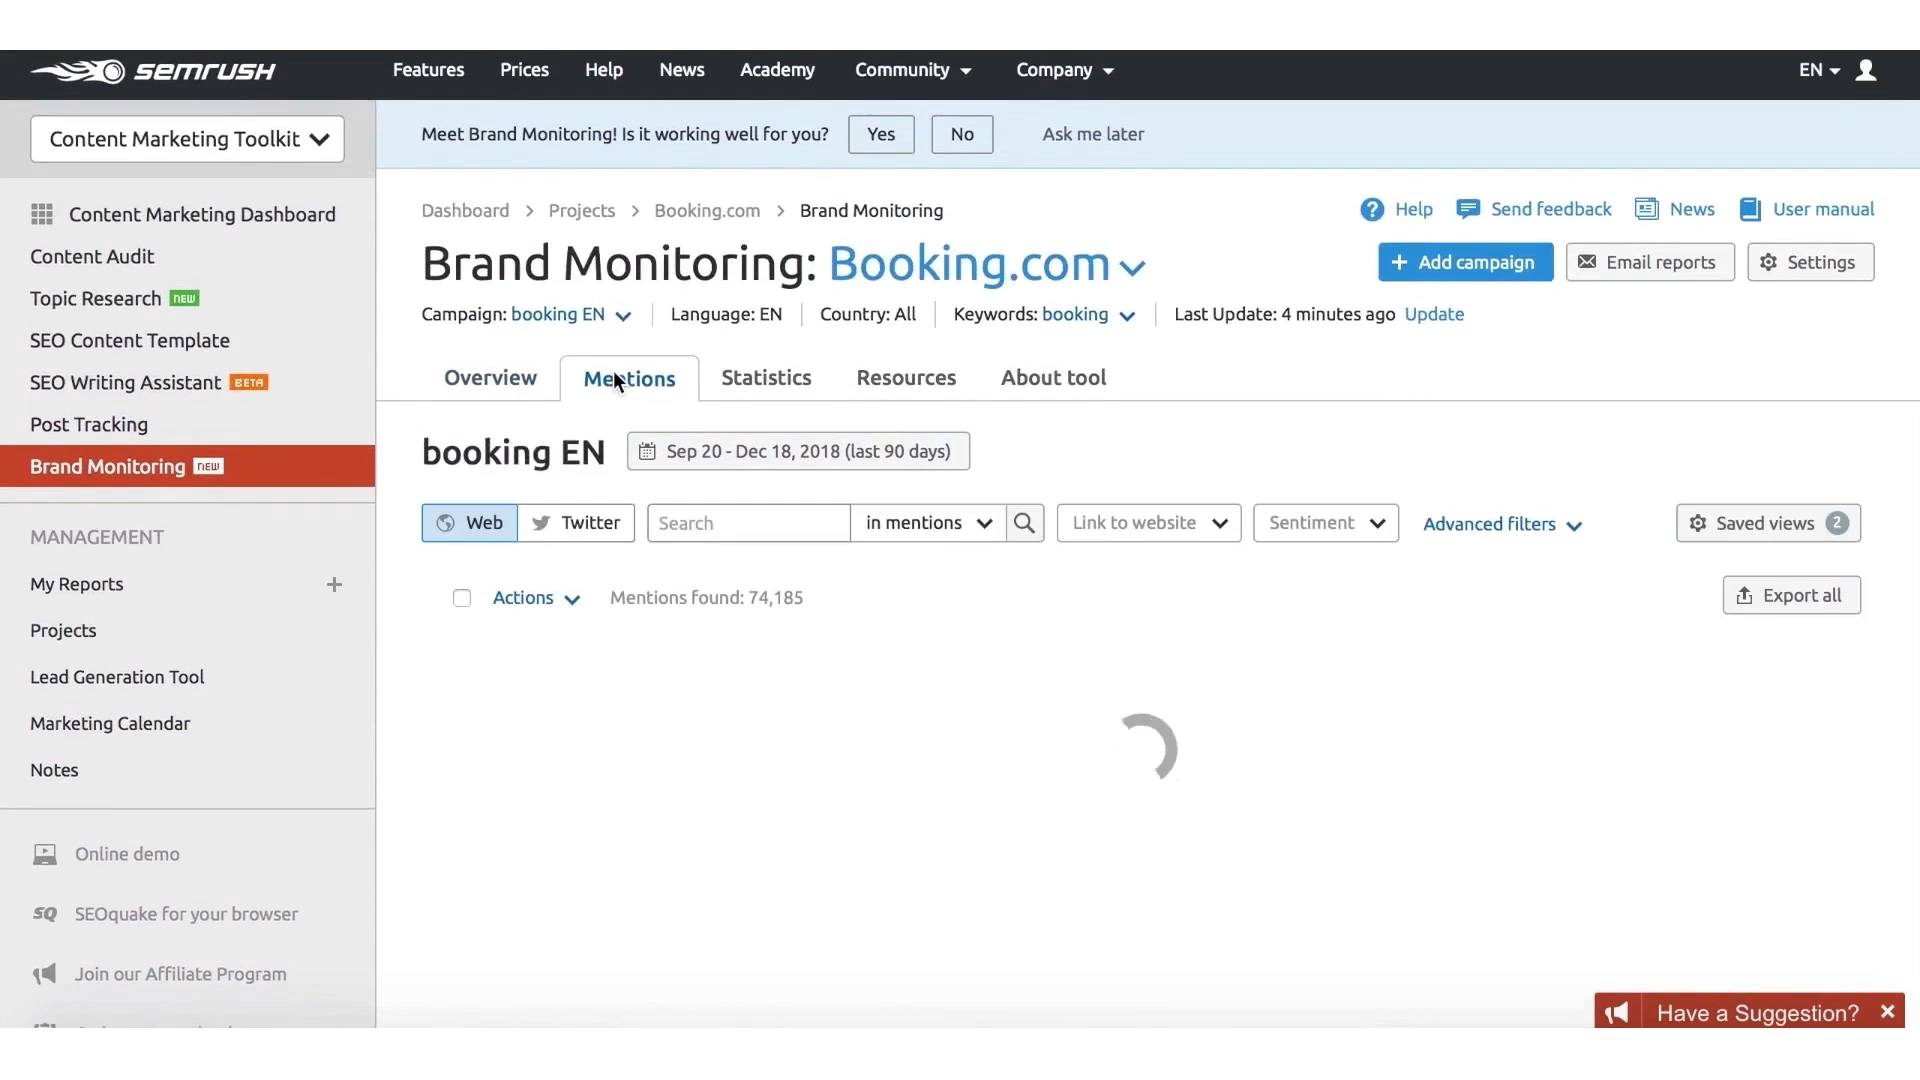 semrush
Features Prices Help News Academy Community Company EN
Content Marketing Toolkit
Meet Brand Monitoring! Is it working well for you? Yes No Ask me later
Content Marketing Dashboard
Content Audit
Topic Research new
SEO Content Template
SEO Writing Assistant BETA
Post Tracking
Brand Monitoring new
MANAGEMENT
My Reports +
Projects
Lead Generation Tool
Marketing Calendar
Notes
Online demo
SQ SEOquake for your browser
Join our Affiliate Program
Dashboard > Projects > Booking.com > Brand Monitoring
? Help Send feedback News User manual
Brand Monitoring: Booking.com
+ Add campaign Email reports Settings
Campaign: booking EN Language: EN Country: All Keywords: booking Last Update: 4 minutes ago Update
Overview Mentions Statistics Resources About tool
booking EN Sep 20 - Dec 18, 2018 (last 90 days)
Web Twitter Search in mentions Link to website Sentiment Advanced filters Saved views 2
Actions Mentions found: 74,185 Export all
Have a Suggestion? ×